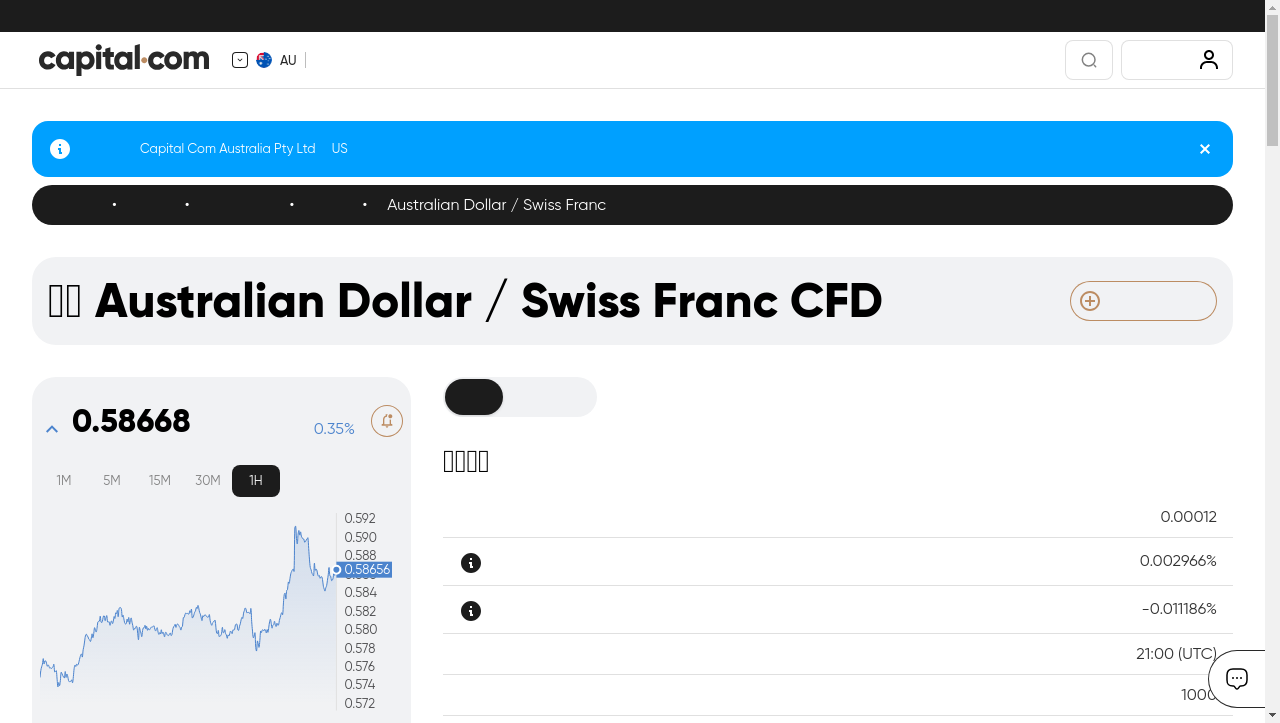 capital.com
AU
Capital Com Australia Pty Ltd US
Australian Dollar / Swiss Franc
Australian Dollar / Swiss Franc CFD
0.58668
0.35%
1M 5M 15M 30M 1H
0.592
0.590
0.588
0.58656
0.584
0.582
0.580
0.578
0.576
0.574
0.572
0.00012
0.002966%
-0.011186%
21:00 (UTC)
1000